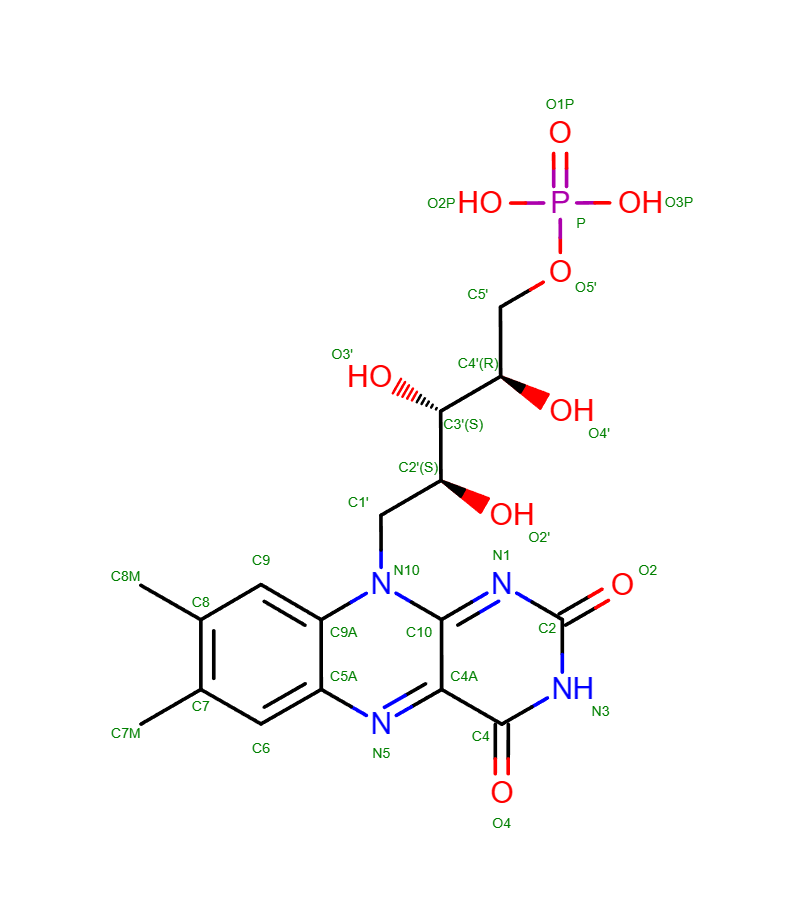 O1P
O
O2P HO P OH O3P
P
O
O5'
C5'
O3'
HO
C4'(R)
OH
O4'
C3'(S)
C2'(S)
C1'
OH
O2'
N1
C9
N10
O2
C8M
N
N
O
C8
C9A
C10
C2
C5A
C4A
NH
C7
N3
C7M
N
C4
C6
N5
O
O4